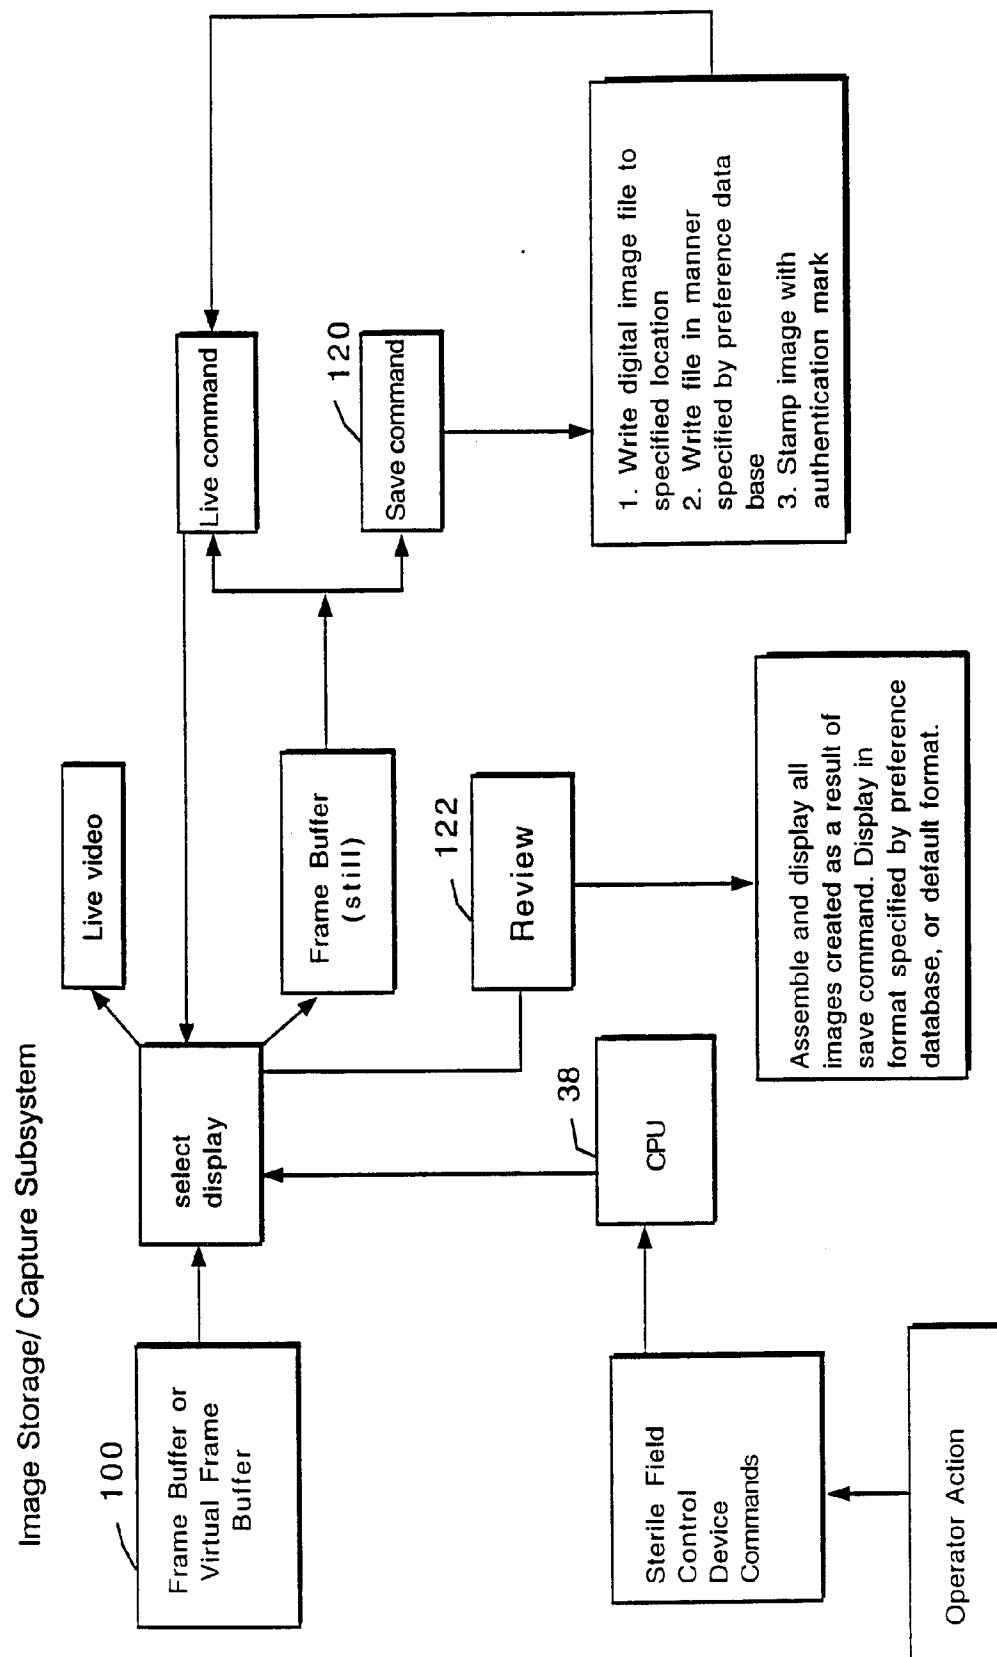 Image Storage/ Capture Subsystem
100
Frame Buffer or
Virtual Frame
Buffer
select
display
Live video
Frame Buffer
(still)
Live command
120
Save command
1. Write digital image file to
specified location
2. Write file in manner
specified by preference data
base
3. Stamp image with
authentication mark
122
Review
Assemble and display all
images created as a result of
save command. Display in
format specified by preference
database, or default format.
38
CPU
Sterile Field
Control
Device
Commands
Operator Action